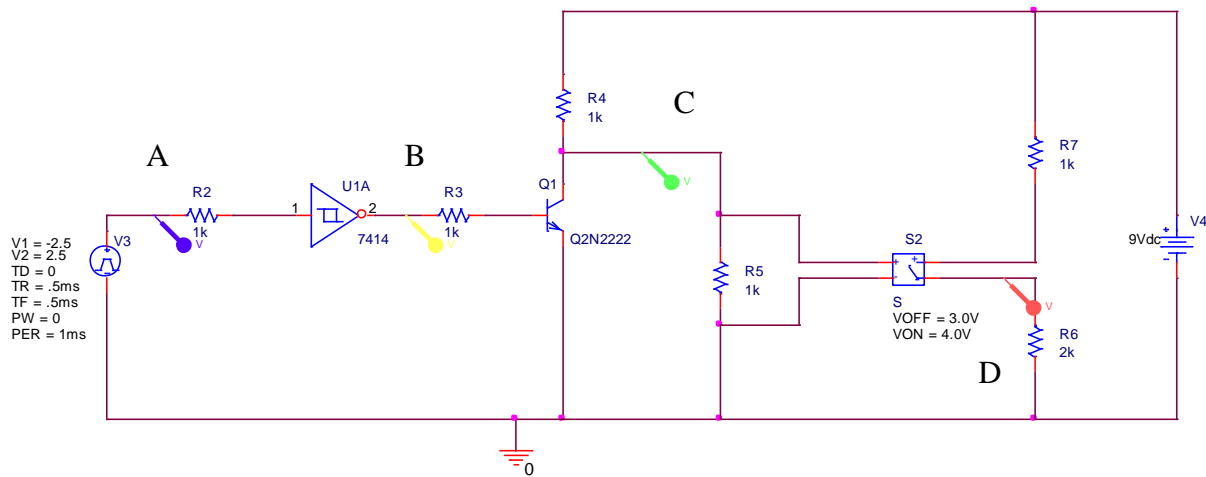 A
R2
1k
V1 = -2.5
V2 = 2.5
TD = 0
TR = .5ms
TF = .5ms
PW = 0
PER = 1ms
V3
V
1
U1A
2
7414
B
R3
1k
V
Q1
Q2N2222
R4
1k
C
V
R5
1k
S2
S
VOFF = 3.0V
VON = 4.0V
R7
1k
V
R6
2k
D
V4
9Vdc
0